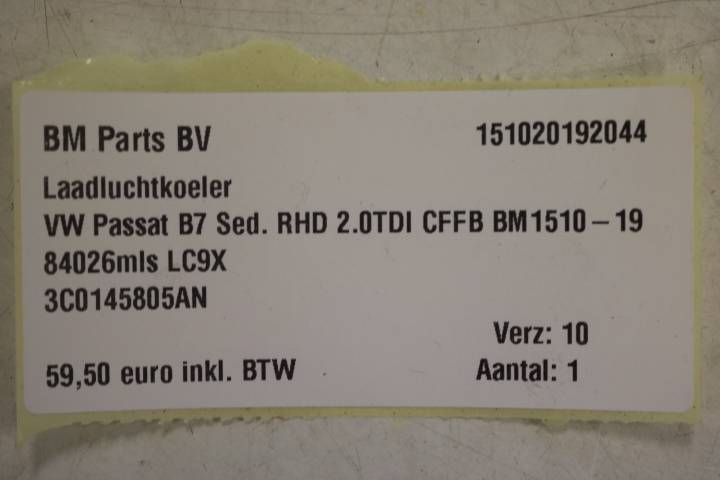 BM Parts BV 151020192044
Laadluchtkoeler
VW Passat B7 Sed. RHD 2.0TDI CFFB BM1510-19
84026mls LC9X
3C0145805AN
Verz: 10
59,50 euro inkl. BTW Aantal: 1